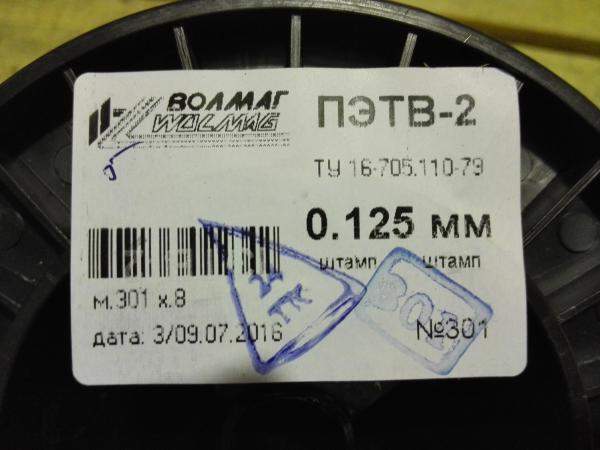 ВОЛМАГ
WOLMAG
ПЭТВ-2
ТУ 16-705.110-79
0.125 мм
штамп штамп
м.301 х.8
дата: 3/09.07.2016
№301